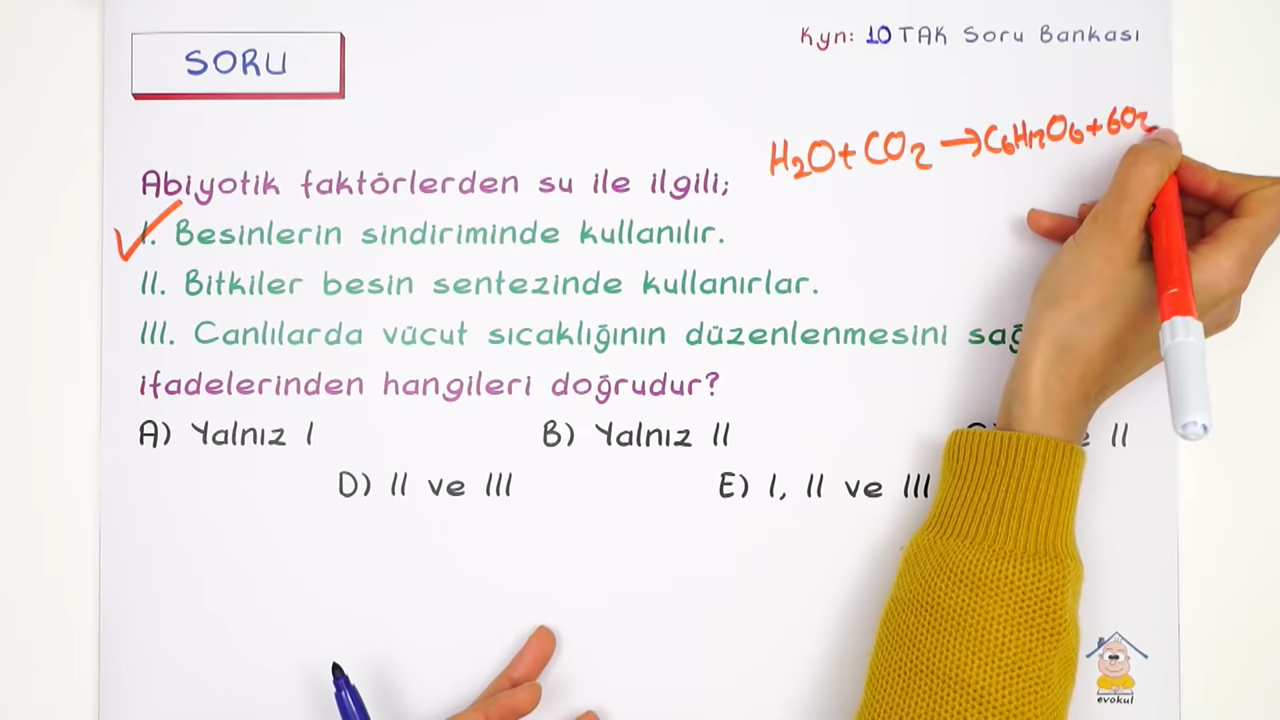 SORU
Kyn: 10 TAK Soru Bankası
H₂O + CO₂ → C₆H₁₂O₆ + 6O₂
Abiyotik faktörlerden su ile ilgili;
I. Besinlerin sindiriminde kullanılır.
II. Bitkiler besin sentezinde kullanırlar.
III. Canlılarda vücut sıcaklığının düzenlenmesini
ifadelerinden hangileri doğrudur?
A) Yalnız I B) Yalnız II II
D) II ve III E) I, II ve III
evokul